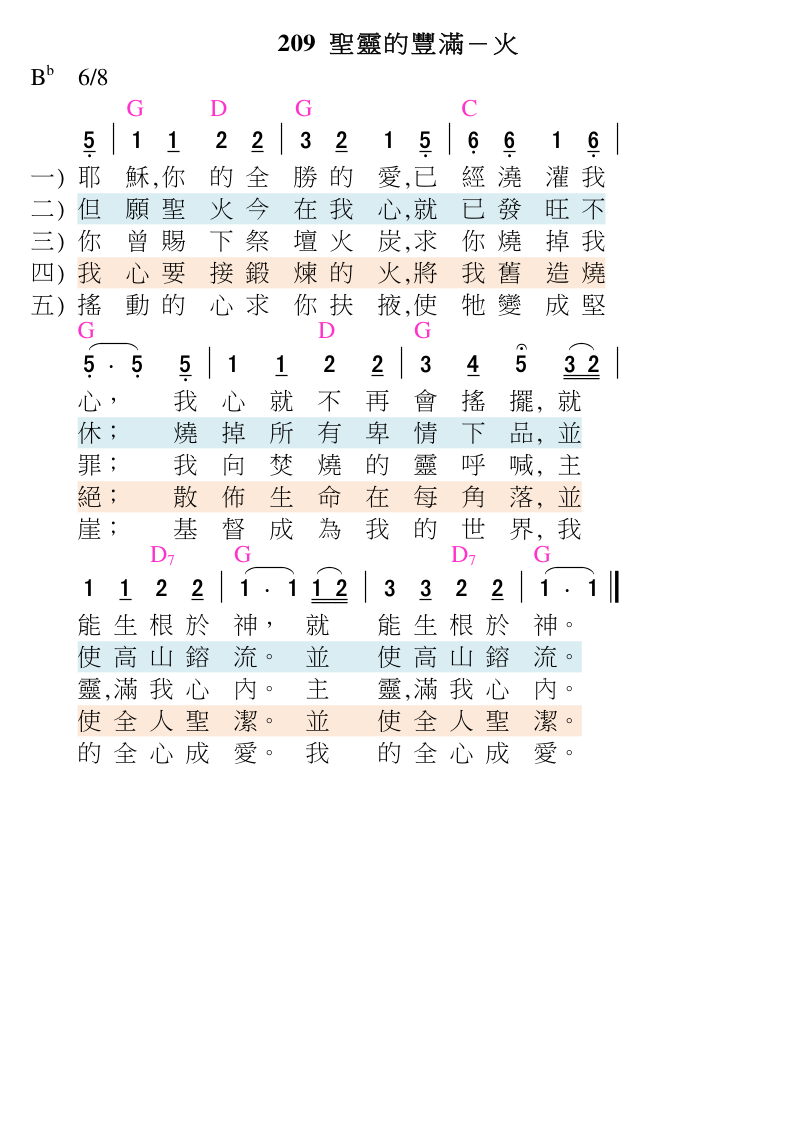 209 聖靈的豐滿－火
Bb 6/8
G D G C
5 | 1 1 2 2 | 3 2 1 5 | 6 6 1 6 |
一) 耶 穌,你 的 全 勝 的 愛,已 經 澆 灌 我
二) 但 願 聖 火 今 在 我 心,就 已 發 旺 不
三) 你 曾 賜 下 祭 壇 火 炭,求 你 燒 掉 我
四) 我 心 要 接 鍛 煉 的 火,將 我 舊 造 燒
五) 搖 動 的 心 求 你 扶 掖,使 牠 變 成 堅
G D G
5 · 5 5 | 1 1 2 2 | 3 4 5 3 2 |
心， 我 心 就 不 再 會 搖 擺, 就
休； 燒 掉 所 有 卑 情 下 品, 並
罪； 我 向 焚 燒 的 靈 呼 喊, 主
絕； 散 佈 生 命 在 每 角 落, 並
崖； 基 督 成 為 我 的 世 界, 我
D7 G D7 G
1 1 2 2 | 1 · 1 1 2 | 3 3 2 2 | 1 · 1 ‖
能 生 根 於 神， 就 能 生 根 於 神。
使 高 山 鎔 流。 並 使 高 山 鎔 流。
靈,滿 我 心 內。 主 靈,滿 我 心 內。
使 全 人 聖 潔。 並 使 全 人 聖 潔。
的 全 心 成 愛。 我 的 全 心 成 愛。